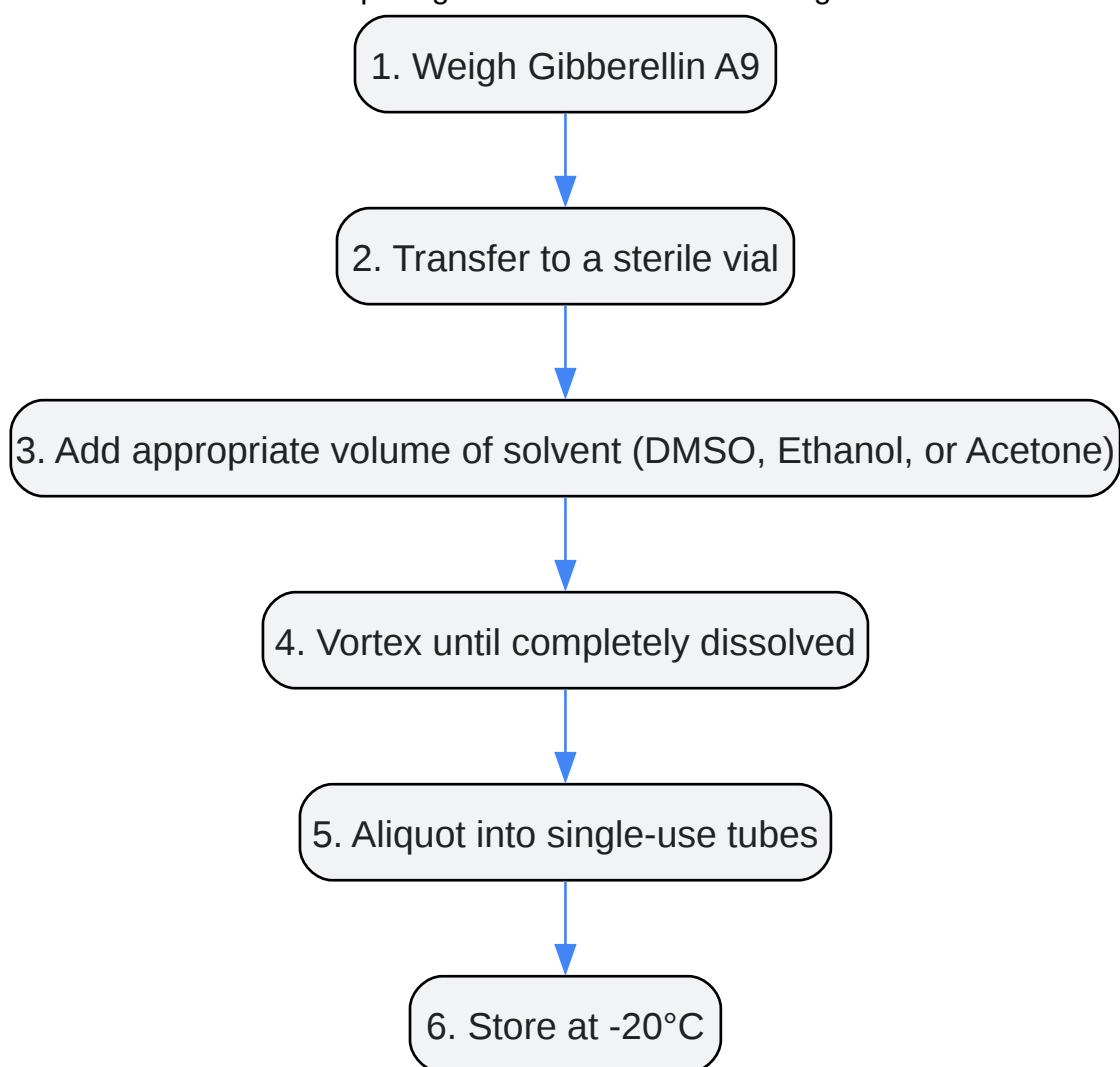 1. Weigh Gibberellin A9
2. Transfer to a sterile vial
3. Add appropriate volume of solvent (DMSO, Ethanol, or Acetone)
4. Vortex until completely dissolved
5. Aliquot into single-use tubes
6. Store at -20°C